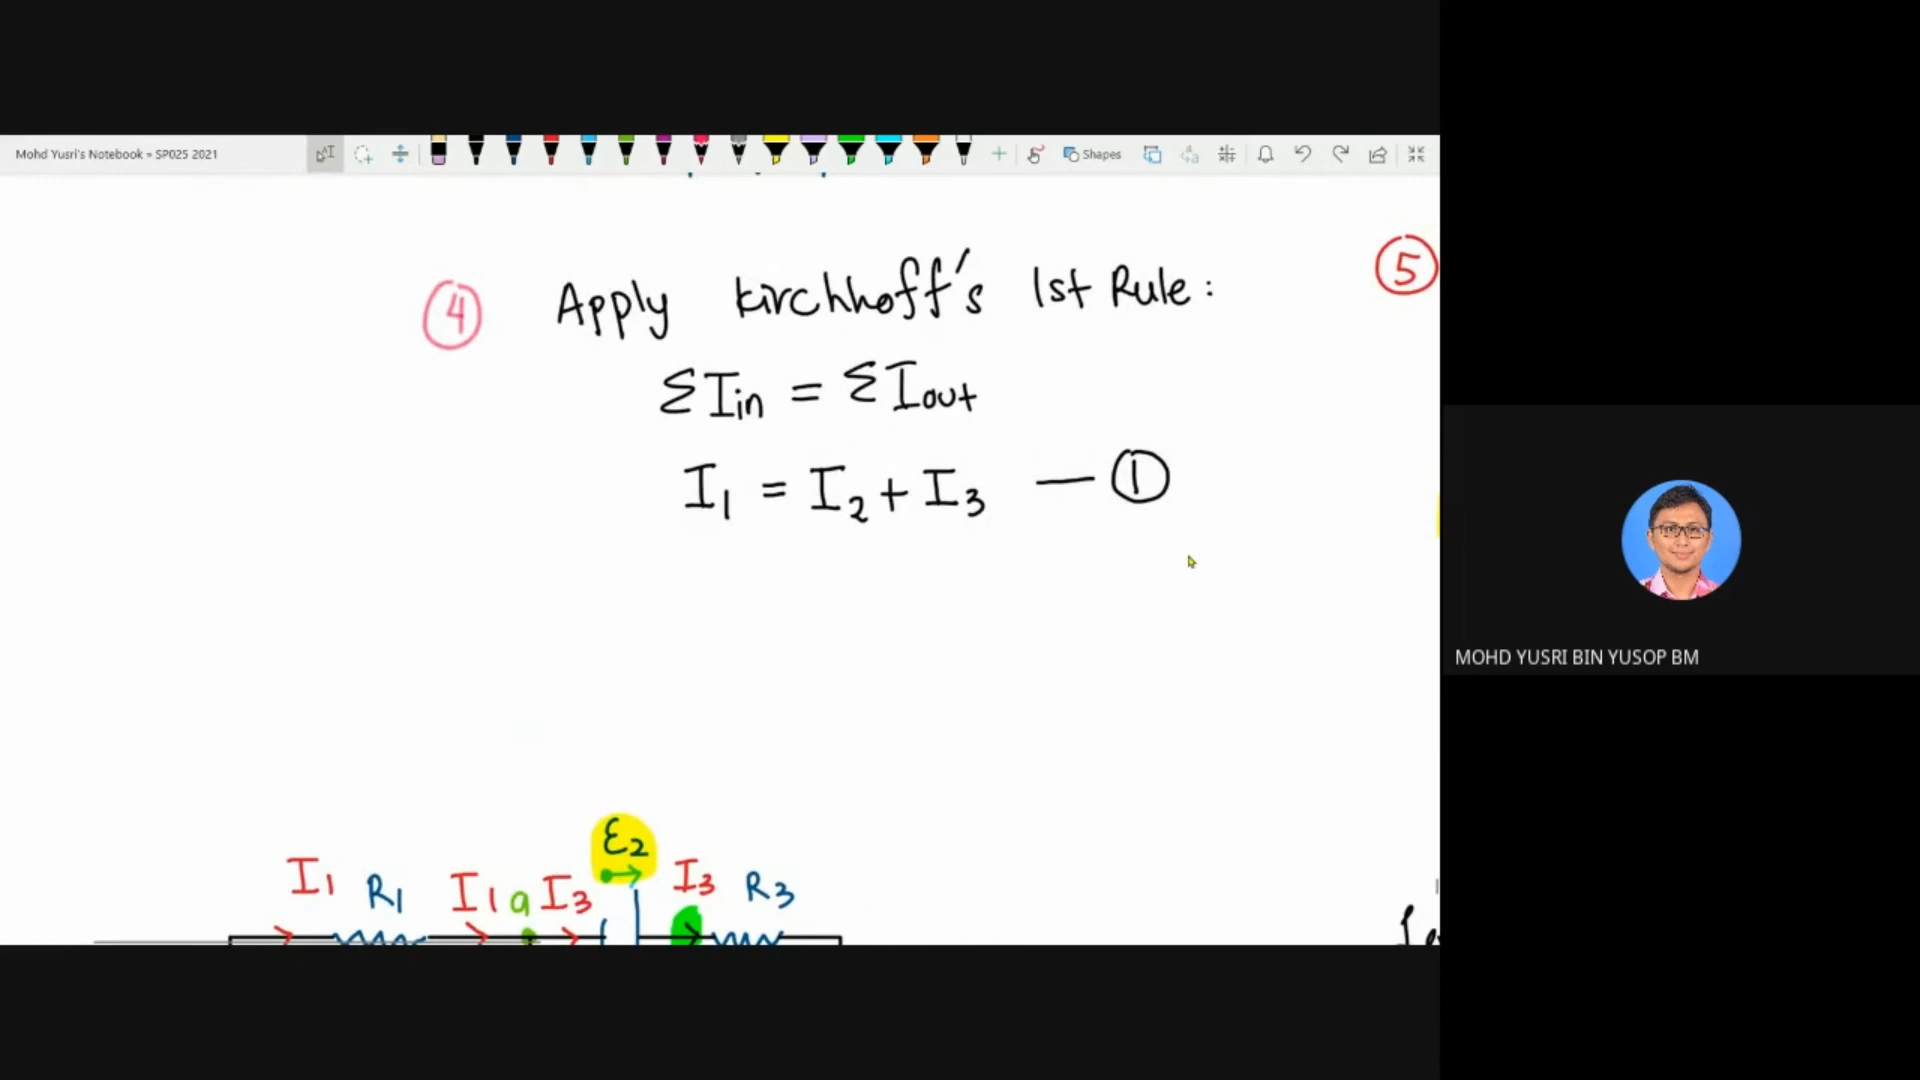 Mohd Yusri's Notebook » SP025 2021
Shapes
④ Apply Kirchhoff's 1st Rule:
ΣIin = ΣIout
I₁ = I₂ + I₃ — ①
⑤
MOHD YUSRI BIN YUSOP BM
ε₂
I₁ R₁ I₁ a I₃ I₃ R₃